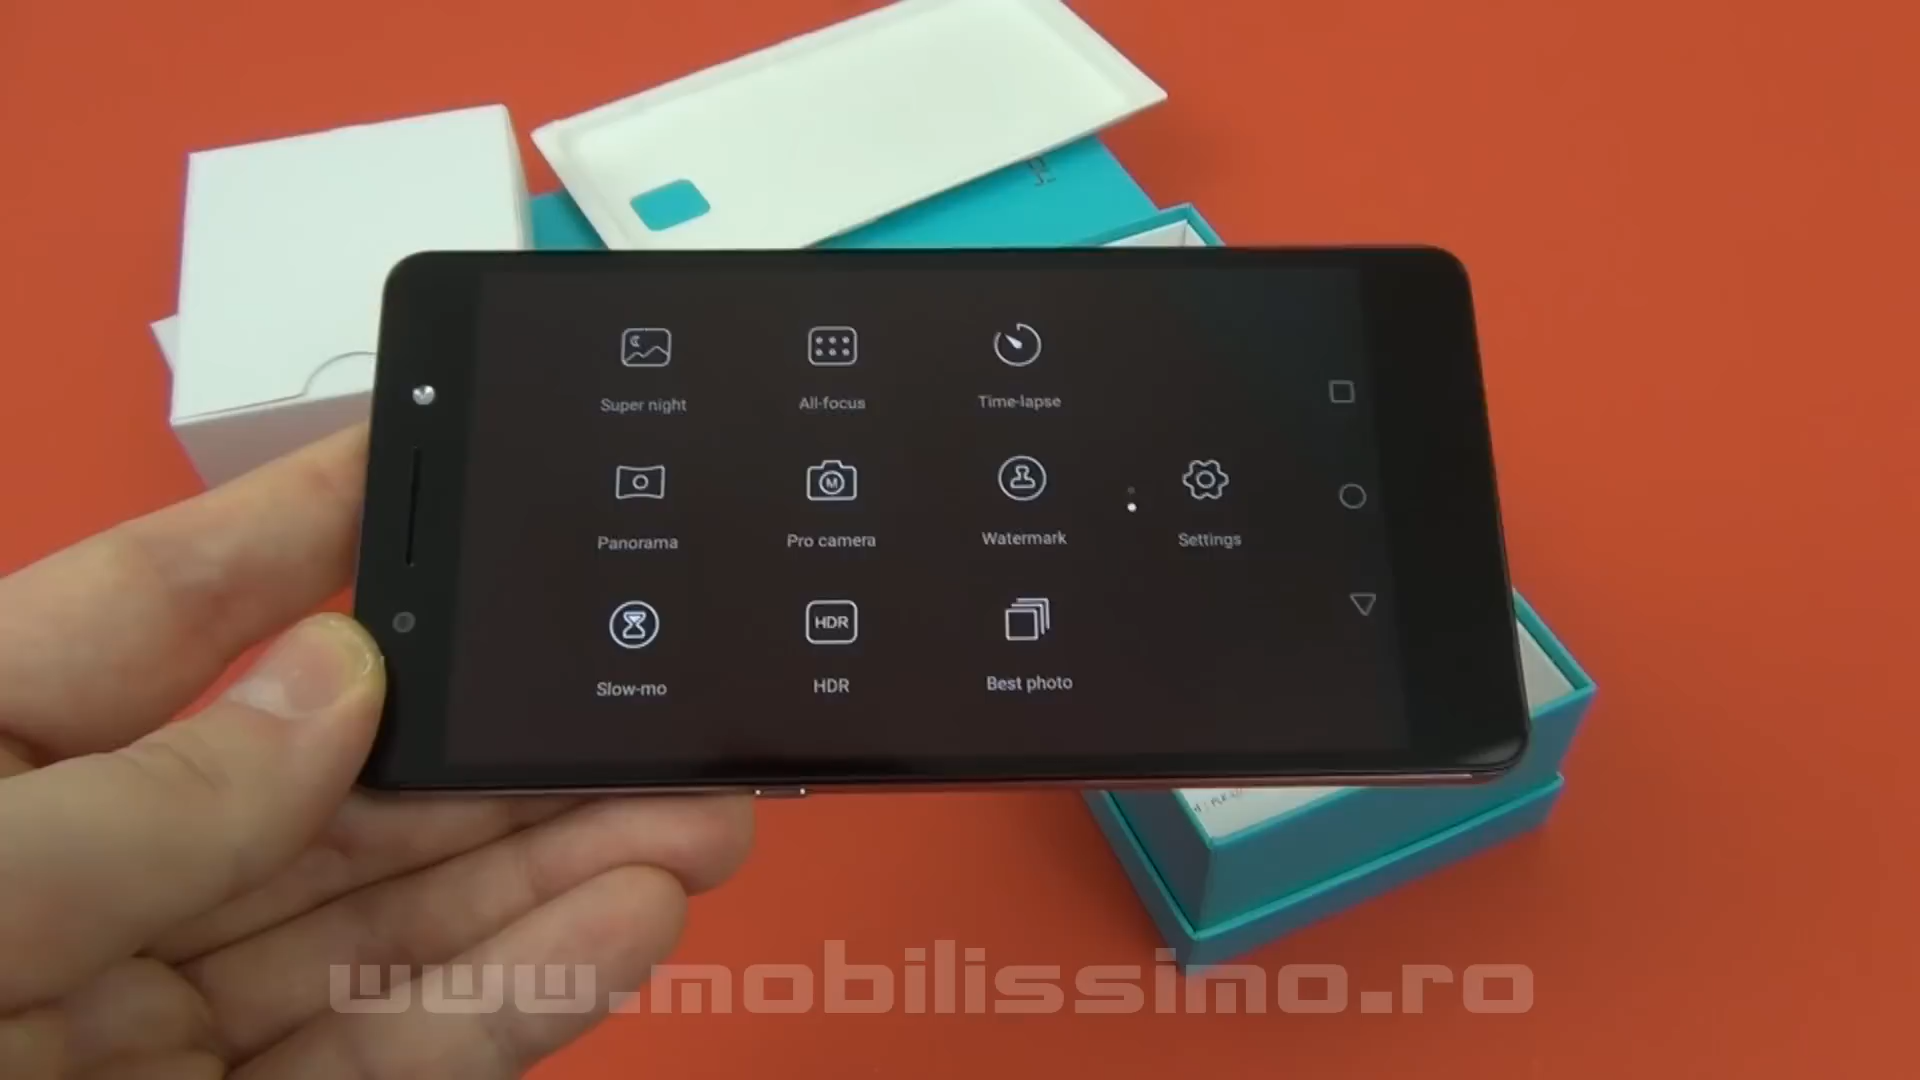 Super night
All-focus
Time-lapse
Panorama
M
Pro camera
Watermark
Settings
HDR
Slow-mo
HDR
Best photo
www.mobilissimo.ro